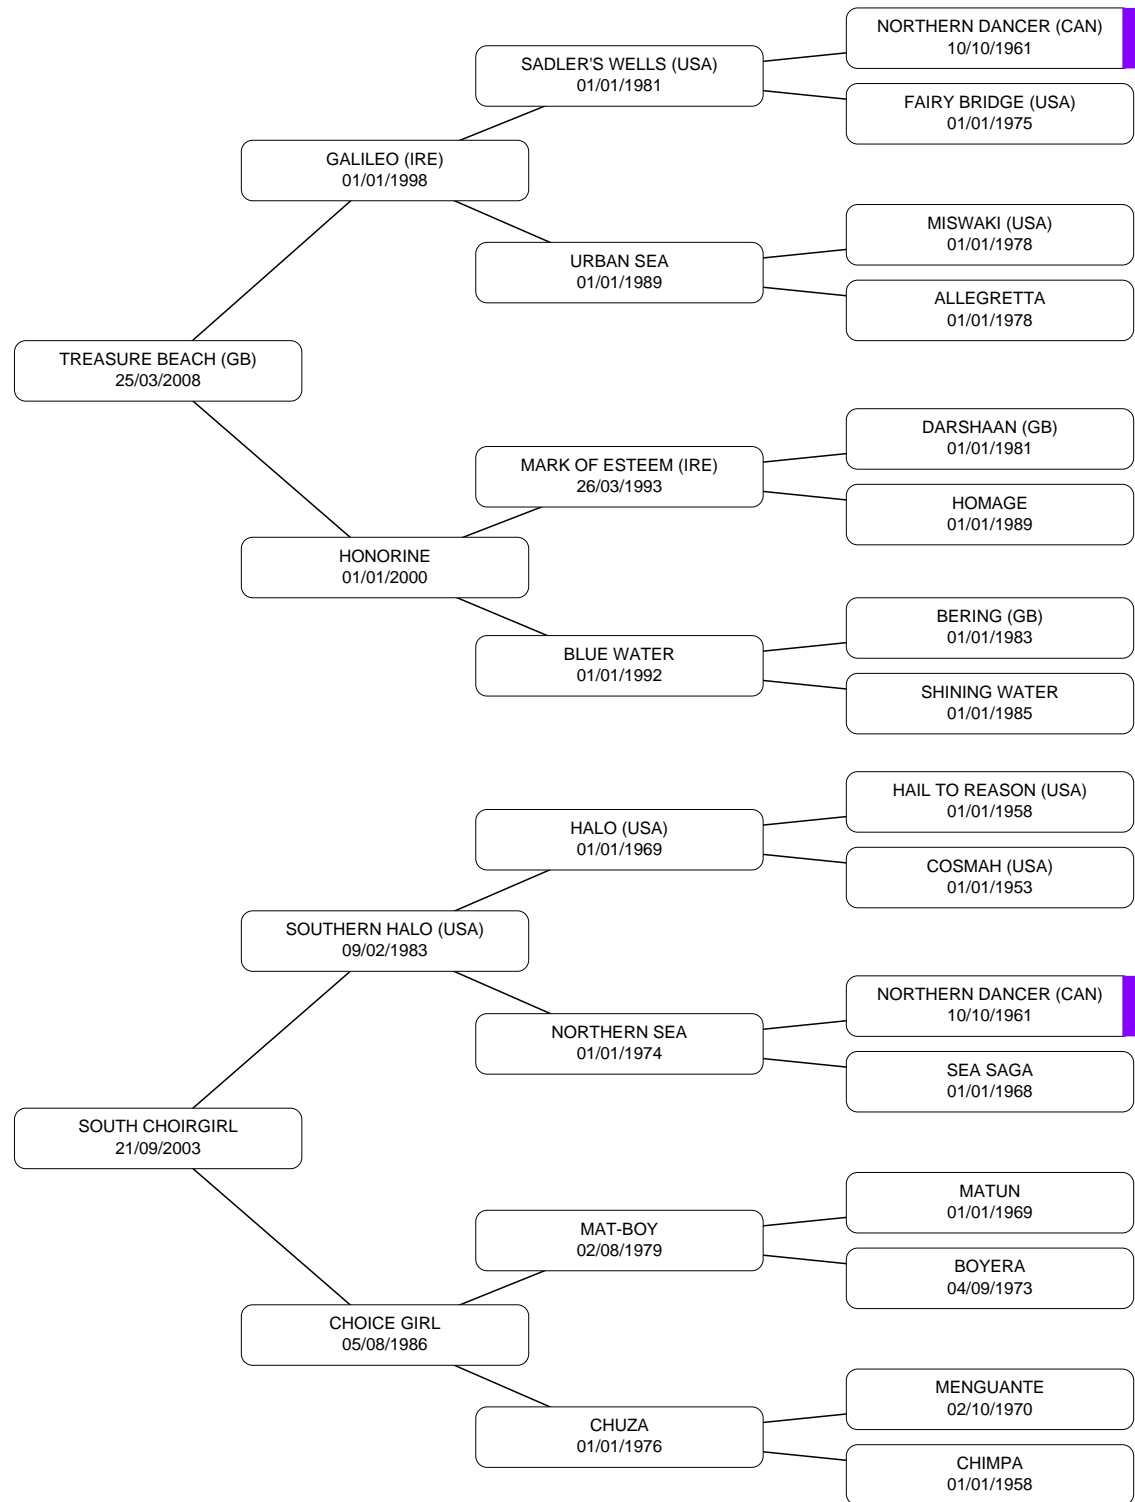 NORTHERN DANCER (CAN)
10/10/1961
SADLER'S WELLS (USA)
01/01/1981
FAIRY BRIDGE (USA)
01/01/1975
GALILEO (IRE)
01/01/1998
MISWAKI (USA)
01/01/1978
URBAN SEA
01/01/1989
ALLEGRETTA
01/01/1978
TREASURE BEACH (GB)
25/03/2008
DARSHAAN (GB)
01/01/1981
MARK OF ESTEEM (IRE)
26/03/1993
HOMAGE
01/01/1989
HONORINE
01/01/2000
BERING (GB)
01/01/1983
BLUE WATER
01/01/1992
SHINING WATER
01/01/1985
HAIL TO REASON (USA)
01/01/1958
HALO (USA)
01/01/1969
COSMAH (USA)
01/01/1953
SOUTHERN HALO (USA)
09/02/1983
NORTHERN DANCER (CAN)
10/10/1961
NORTHERN SEA
01/01/1974
SEA SAGA
01/01/1968
SOUTH CHOIRGIRL
21/09/2003
MATUN
01/01/1969
MAT-BOY
02/08/1979
BOYERA
04/09/1973
CHOICE GIRL
05/08/1986
MENGUANTE
02/10/1970
CHUZA
01/01/1976
CHIMPA
01/01/1958